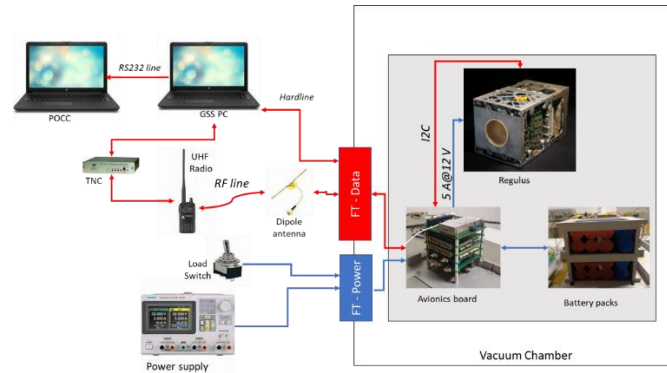 RS232 line
POCC
GSS PC
Hardline
TNC
UHF
Radio
RF line
Dipole
antenna
Load
Switch
Power supply
FT - Data
FT - Power
I2C
5 A@12 V
Regulus
Avionics board
Battery packs
Vacuum Chamber